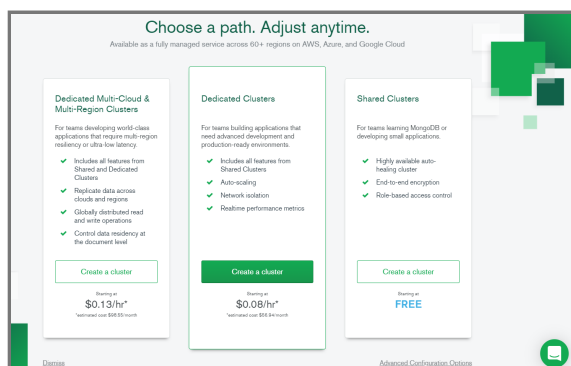 Choose a path. Adjust anytime.
Available as a fully managed service across 60+ regions on AWS, Azure, and Google Cloud
Dedicated Multi-Cloud &
Multi-Region Clusters
For teams developing world-class
applications that require multi-region
resiliency or ultra-low latency.
Includes all features from
Shared and Dedicated
Clusters
Replicate data across
clouds and regions
Globally distributed read
and write operations
Control data residency at
the document level
Create a cluster
Starting at
$0.13/hr*
*estimated cost $98.55/month
Dedicated Clusters
For teams building applications that
need advanced development and
production-ready environments.
Includes all features from
Shared Clusters
Auto-scaling
Network isolation
Realtime performance metrics
Create a cluster
Starting at
$0.08/hr*
*estimated cost $56.94/month
Shared Clusters
For teams learning MongoDB or
developing small applications.
Highly available auto-
healing cluster
End-to-end encryption
Role-based access control
Create a cluster
Starting at
FREE
Dismiss
Advanced Configuration Options